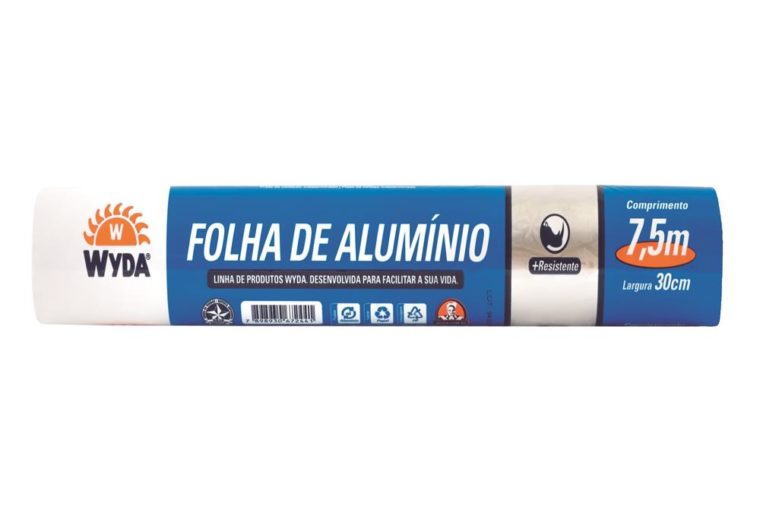 W
WYDA®
FOLHA DE ALUMÍNIO
LINHA DE PRODUTOS WYDA. DESENVOLVIDA PARA FACILITAR A SUA VIDA.
+Resistente
Comprimento
7,5m
Largura 30cm